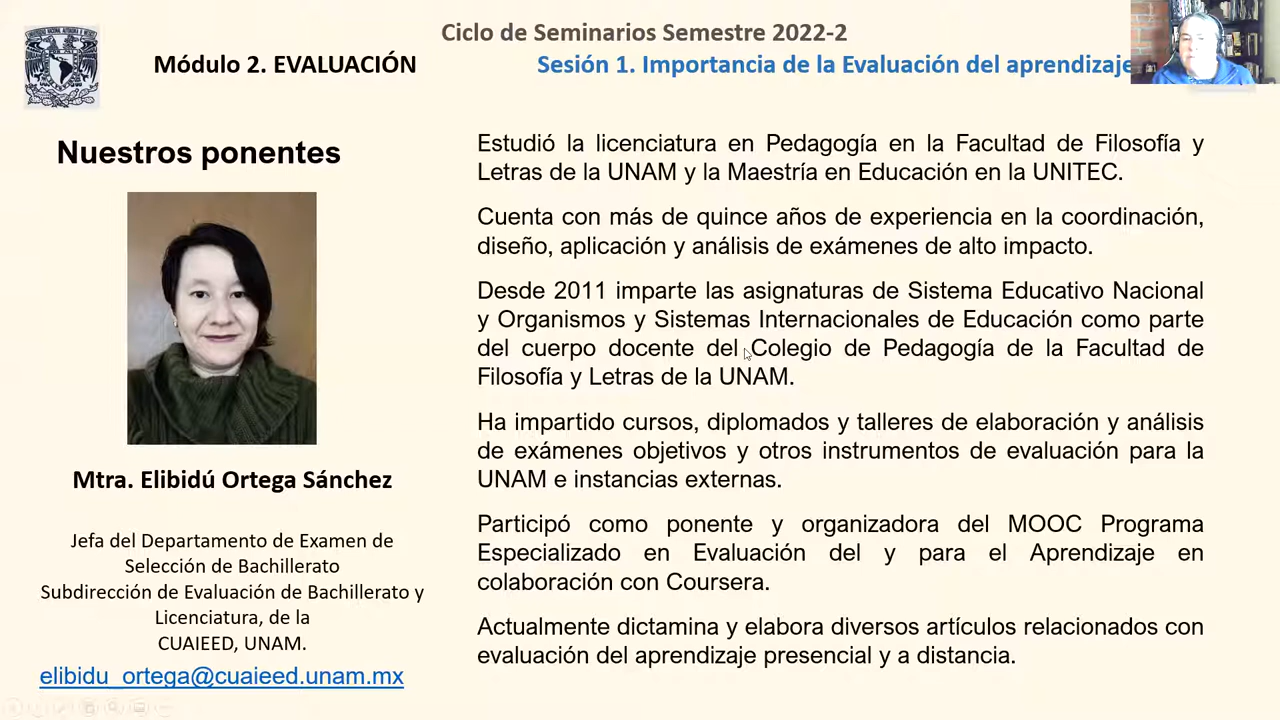 Ciclo de Seminarios Semestre 2022-2
Módulo 2. EVALUACIÓN
Sesión 1. Importancia de la Evaluación del aprendizaje
Nuestros ponentes
Mtra. Elibidú Ortega Sánchez
Jefa del Departamento de Examen de
Selección de Bachillerato
Subdirección de Evaluación de Bachillerato y
Licenciatura, de la
CUAIEED, UNAM.
elibidu_ortega@cuaieed.unam.mx
Estudió la licenciatura en Pedagogía en la Facultad de Filosofía y
Letras de la UNAM y la Maestría en Educación en la UNITEC.
Cuenta con más de quince años de experiencia en la coordinación,
diseño, aplicación y análisis de exámenes de alto impacto.
Desde 2011 imparte las asignaturas de Sistema Educativo Nacional
y Organismos y Sistemas Internacionales de Educación como parte
del cuerpo docente del Colegio de Pedagogía de la Facultad de
Filosofía y Letras de la UNAM.
Ha impartido cursos, diplomados y talleres de elaboración y análisis
de exámenes objetivos y otros instrumentos de evaluación para la
UNAM e instancias externas.
Participó como ponente y organizadora del MOOC Programa
Especializado en Evaluación del y para el Aprendizaje en
colaboración con Coursera.
Actualmente dictamina y elabora diversos artículos relacionados con
evaluación del aprendizaje presencial y a distancia.